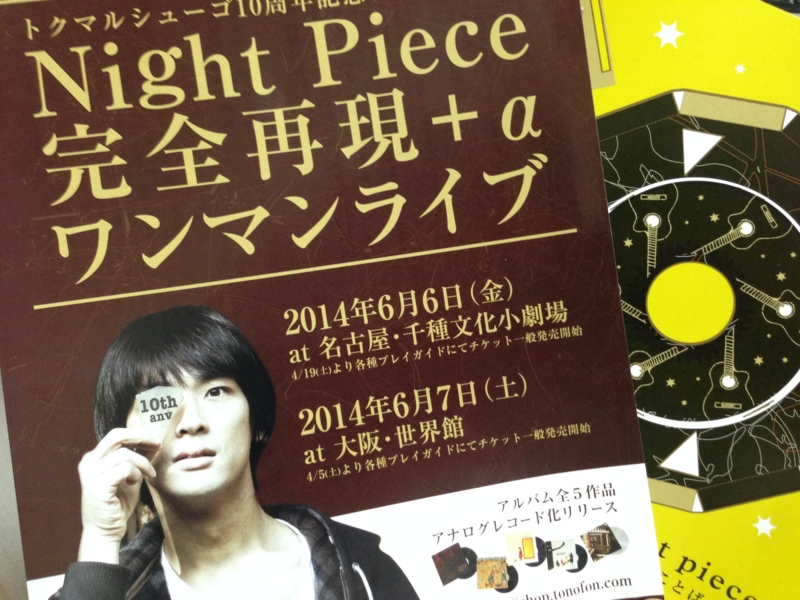 トクマルシューゴ10周年記念
Night Piece
完全再現+α
ワンマンライブ
2014年6月6日（金）
at 名古屋・千種文化小劇場
4/19(土)より各種プレイガイドにてチケット一般発売開始
2014年6月7日（土）
at 大阪・世界館
4/5(土)より各種プレイガイドにてチケット一般発売開始
10th
anv
アルバム全5作品
アナログレコード化リリース
shop.tonofon.com
piece
ことば